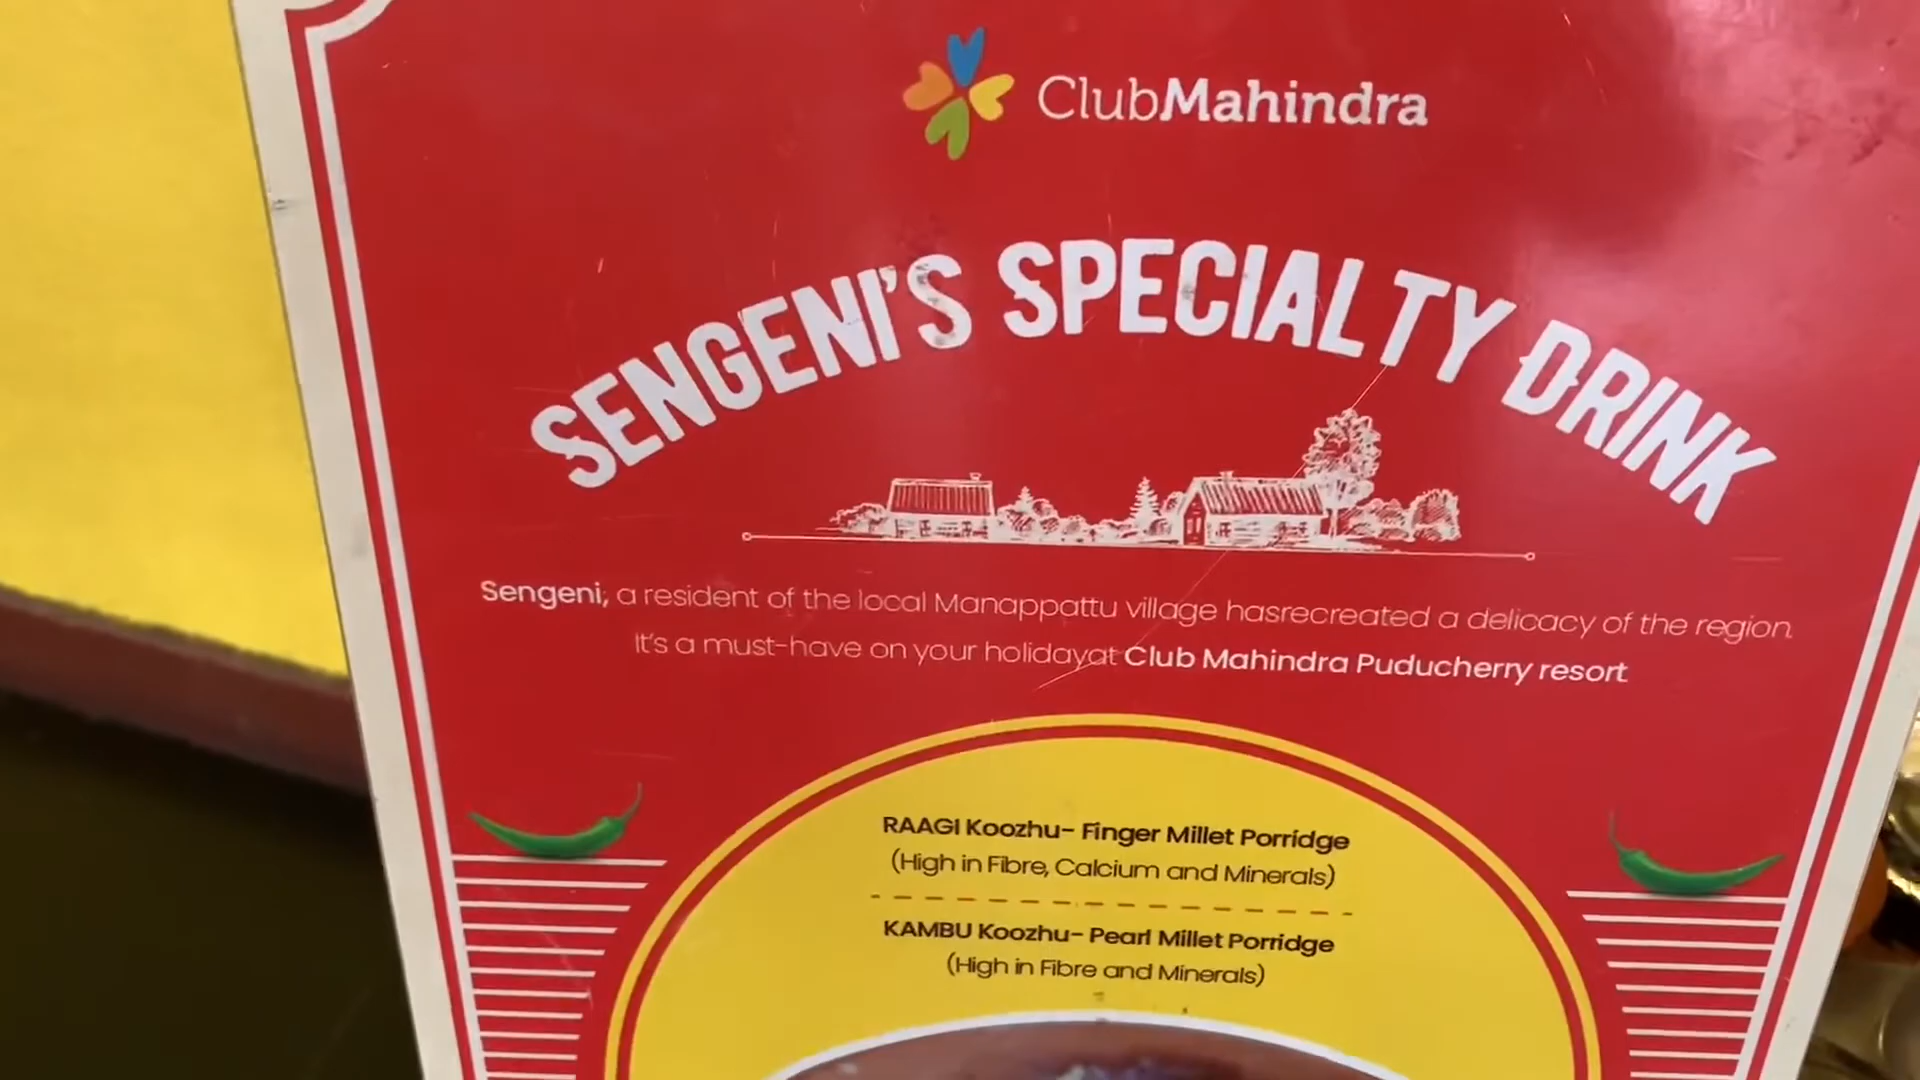 ClubMahindra
SENGENI'S SPECIALTY DRINK
Sengeni, a resident of the local Manappattu village hasrecreated a delicacy of the region.
It's a must-have on your holidayat Club Mahindra Puducherry resort
RAAGI Koozhu- Finger Millet Porridge
(High in Fibre, Calcium and Minerals)
KAMBU Koozhu- Pearl Millet Porridge
(High in Fibre and Minerals)